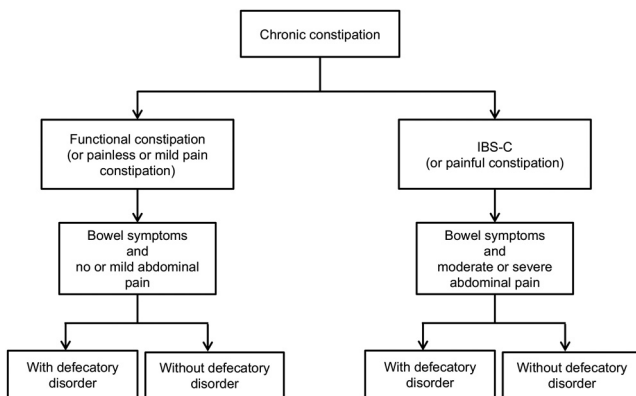 Chronic constipation
Functional constipation
(or painless or mild pain
constipation)
IBS-C
(or painful constipation)
Bowel symptoms
and
no or mild abdominal
pain
Bowel symptoms
and
moderate or severe
abdominal pain
With defecatory
disorder
Without defecatory
disorder
With defecatory
disorder
Without defecatory
disorder